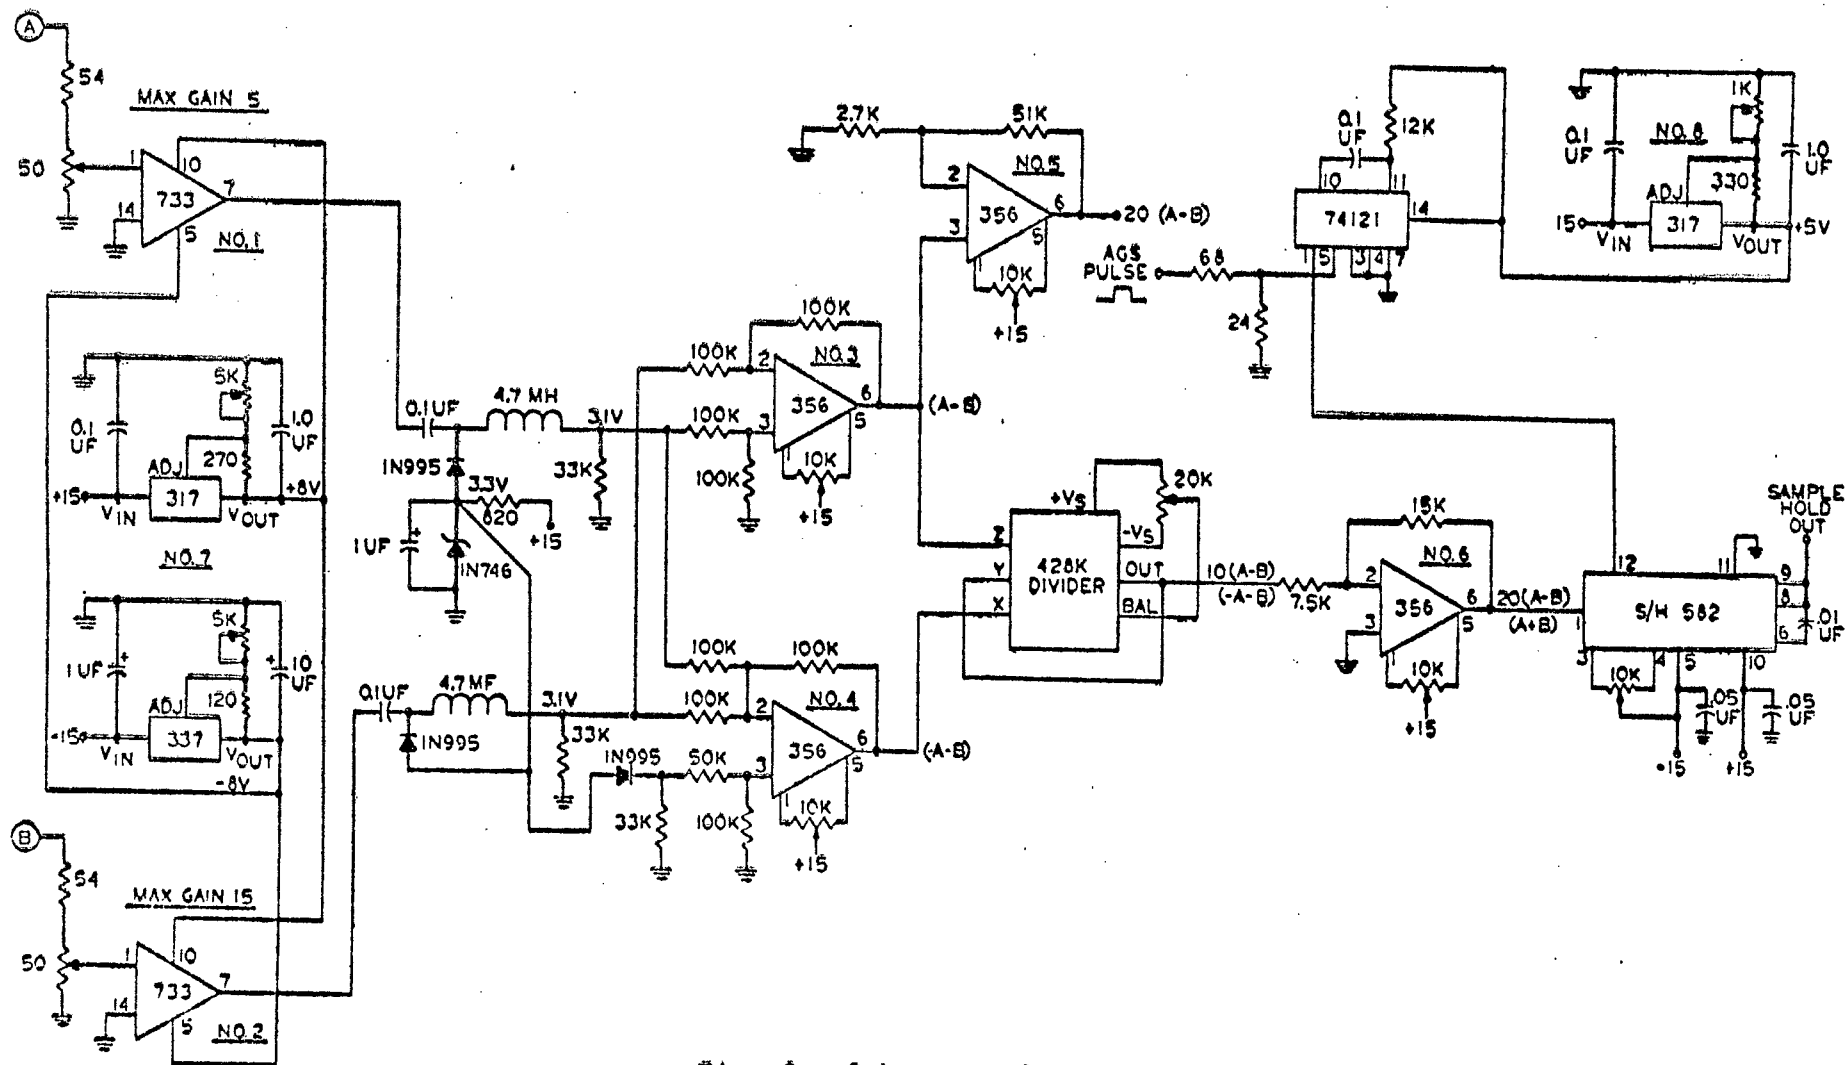 A
54
MAX GAIN 5
50
1
10
733
7
14
5
NO.1
5K
0.1
UF
1.0
UF
270
ADJ
+15
317
+8V
VIN
VOUT
NO.7
5K
1UF
+
+
10
UF
120
ADJ
-15
337
VIN
VOUT
-8V
B
54
MAX GAIN 15
50
1
10
733
7
14
5
NO.2
0.1UF
4.7 MH
3.1V
1N995
33K
3.3V
820
+15
1UF
+
1N746
0.1UF
4.7MF
3.1V
1N995
33K
1N995
50K
33K
100K
100K
100K
2
NO.3
100K
3
356
6
5
(A-B)
100K
1
10K
+15
100K
100K
100K
2
NO.4
3
356
6
5
(-A-B)
1
10K
+15
2.7K
51K
NO.5
2
356
3
6
5
20 (A-B)
1
10K
+15
AGS
PULSE
68
24
0.1
UF
12K
10
11
74121
14
1
5
3
4
7
1K
0.1
UF
NO.8
1.0
UF
330
ADJ
15
317
+5V
VIN
VOUT
+VS
20K
-VS
Z
Y
X
428K
DIVIDER
OUT
BAL
10(A-B)
(-A-B)
7.5K
15K
NO.6
2
356
3
6
5
1
10K
+15
20(A-B)
(A+B)
SAMPLE
HOLD
OUT
12
11
9
8
6
S/H 582
.01
UF
1
3
4
5
10
10K
.05
UF
.05
UF
-15
+15